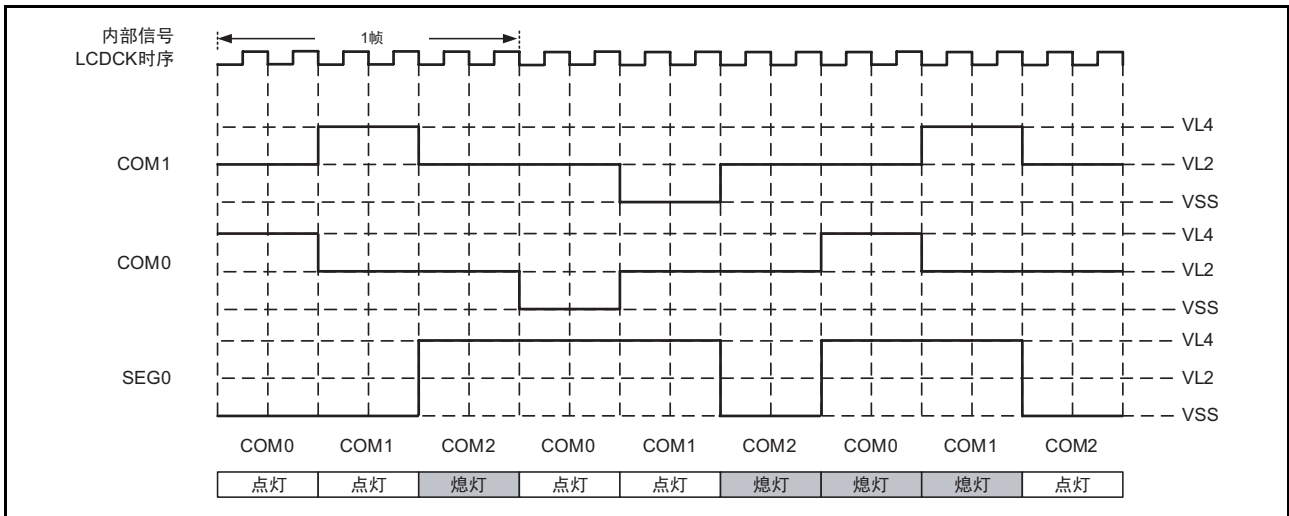 内部信号
LCDCK时序
1帧
VL4
COM1
VL2
VSS
VL4
COM0
VL2
VSS
VL4
SEG0
VL2
VSS
COM0 COM1 COM2 COM0 COM1 COM2 COM0 COM1 COM2
点灯 点灯 熄灯 点灯 点灯 熄灯 熄灯 熄灯 点灯